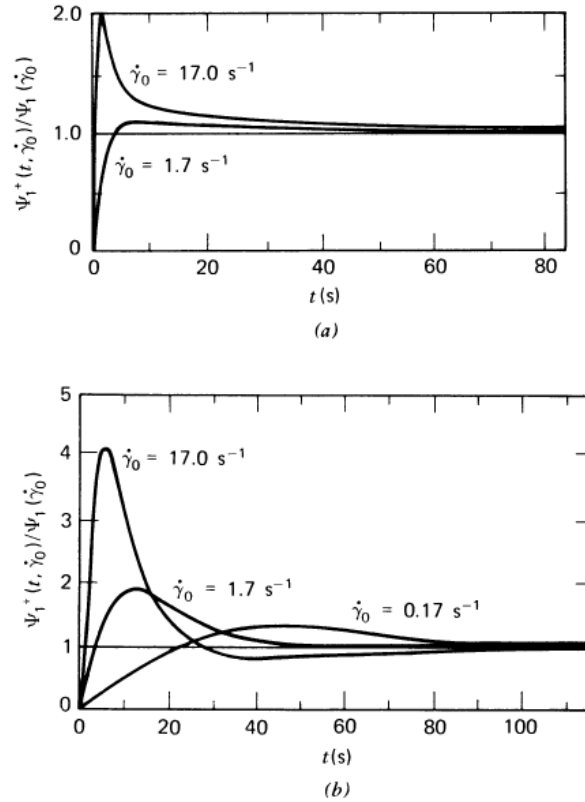 2.0
1.0
0
Ψ₁⁺(t, γ̇₀)/Ψ₁(γ̇₀)
γ̇₀ = 17.0 s⁻¹
γ̇₀ = 1.7 s⁻¹
0 20 40 60 80
t(s)
(a)
5
4
3
2
1
0
Ψ₁⁺(t, γ̇₀)/Ψ₁(γ̇₀)
γ̇₀ = 17.0 s⁻¹
γ̇₀ = 1.7 s⁻¹
γ̇₀ = 0.17 s⁻¹
0 20 40 60 80 100
t(s)
(b)